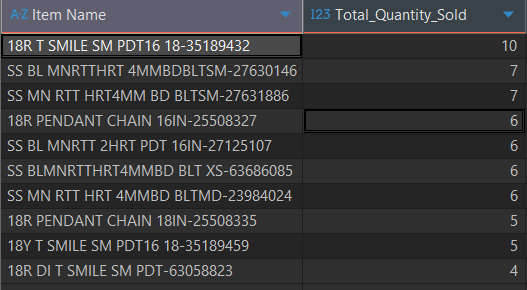 A-Z Item Name 123 Total_Quantity_Sold
18R T SMILE SM PDT16 18-35189432 10
SS BL MNRTTHRT 4MMBDBLTSM-27630146 7
SS MN RTT HRT4MM BD BLTSM-27631886 7
18R PENDANT CHAIN 16IN-25508327 6
SS BL MNRTT 2HRT PDT 16IN-27125107 6
SS BLMNRTTHRT4MMBD BLT XS-63686085 6
SS MN RTT HRT 4MMBD BLTMD-23984024 6
18R PENDANT CHAIN 18IN-25508335 5
18Y T SMILE SM PDT16 18-35189459 5
18R DI T SMILE SM PDT-63058823 4